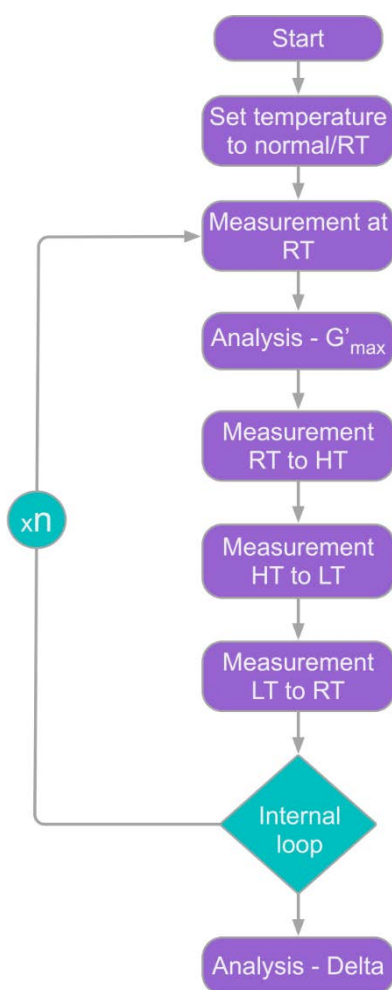 Start
Set temperature
to normal/RT
Measurement at
RT
Analysis - G’max
Measurement
RT to HT
xn
Measurement
HT to LT
Measurement
LT to RT
Internal
loop
Analysis - Delta